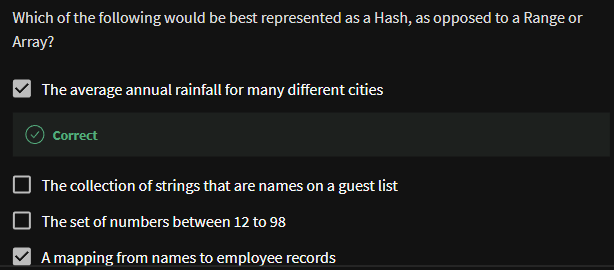 Which of the following would be best represented as a Hash, as opposed to a Range or
Array?
The average annual rainfall for many different cities
Correct
The collection of strings that are names on a guest list
The set of numbers between 12 to 98
A mapping from names to employee records